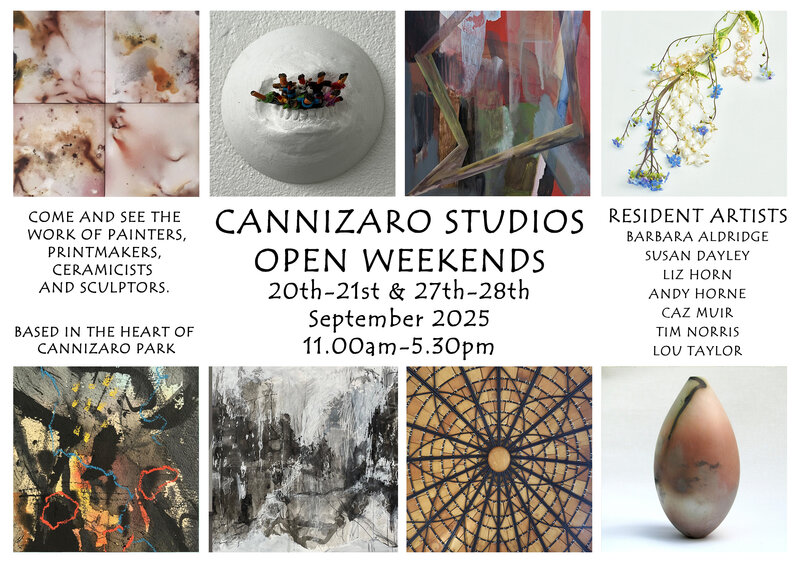 COME AND SEE THE
WORK OF PAINTERS,
PRINTMAKERS,
CERAMICISTS
AND SCULPTORS.
BASED IN THE HEART OF
CANNIZARO PARK
CANNIZARO STUDIOS
OPEN WEEKENDS
20th-21st & 27th-28th
September 2025
11.00am-5.30pm
RESIDENT ARTISTS
BARBARA ALDRIDGE
SUSAN DAYLEY
LIZ HORN
ANDY HORNE
CAZ MUIR
TIM NORRIS
LOU TAYLOR